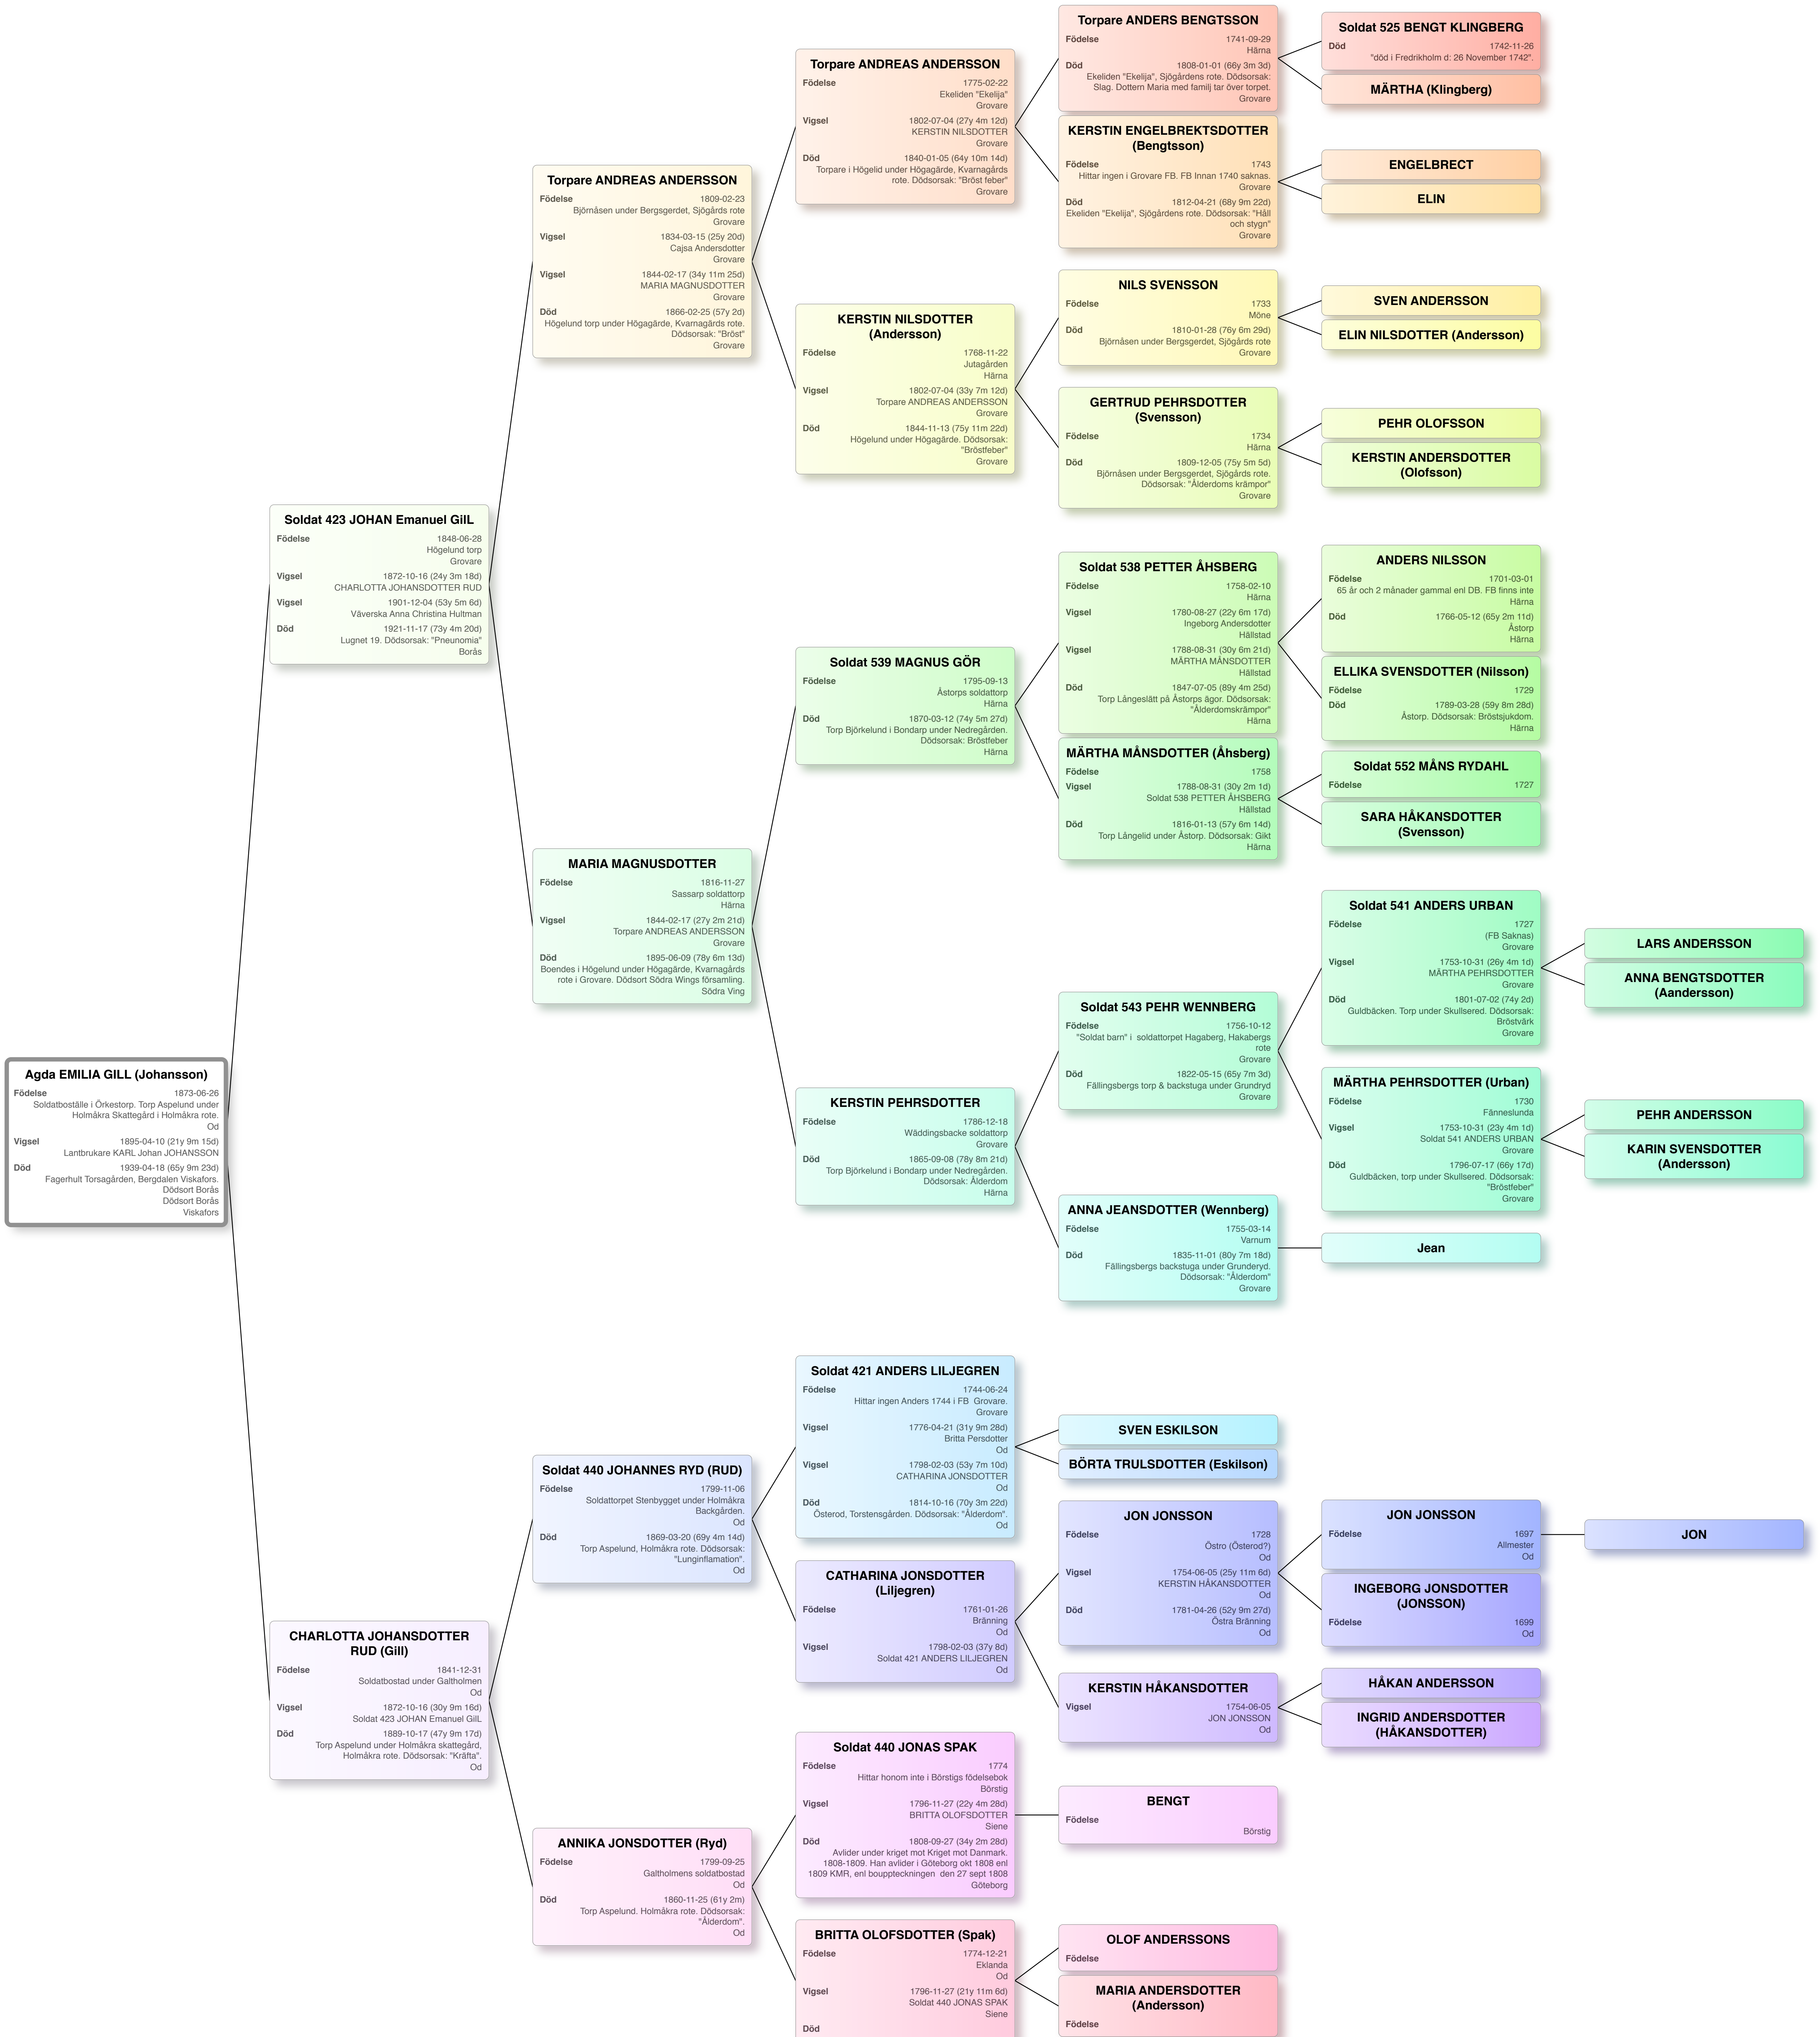 Agda EMILIA GILL (Johansson)
Födelse 1873-06-26
Soldatboställe i Örkestorp. Torp Aspelund under
Holmåkra Skattegård i Holmåkra rote.
Od
Vigsel 1895-04-10 (21y 9m 15d)
Lantbrukare KARL Johan JOHANSSON
Död 1939-04-18 (65y 9m 23d)
Fagerhult Torsagården, Bergdalen Viskafors.
Dödsort Borås
Dödsort Borås
Viskafors
Soldat 423 JOHAN Emanuel GilL
Födelse 1848-06-28
Högelund torp
Grovare
Vigsel 1872-10-16 (24y 3m 18d)
CHARLOTTA JOHANSDOTTER RUD
Vigsel 1901-12-04 (53y 5m 6d)
Väverska Anna Christina Hultman
Död 1921-11-17 (73y 4m 20d)
Lugnet 19. Dödsorsak: "Pneunomia"
Borås
CHARLOTTA JOHANSDOTTER
RUD (Gill)
Födelse 1841-12-31
Soldatbostad under Galtholmen
Od
Vigsel 1872-10-16 (30y 9m 16d)
Soldat 423 JOHAN Emanuel GilL
Död 1889-10-17 (47y 9m 17d)
Torp Aspelund under Holmåkra skattegård,
Holmåkra rote. Dödsorsak: "Kräfta".
Od
Torpare ANDREAS ANDERSSON
Födelse 1809-02-23
Björnåsen under Bergsgerdet, Sjögårds rote
Grovare
Vigsel 1834-03-15 (25y 20d)
Cajsa Andersdotter
Grovare
Vigsel 1844-02-17 (34y 11m 25d)
MARIA MAGNUSDOTTER
Grovare
Död 1866-02-25 (57y 2d)
Högelund torp under Högagärde, Kvarnagårds rote.
Dödsorsak: "Bröst"
Grovare
MARIA MAGNUSDOTTER
Födelse 1816-11-27
Sassarp soldattorp
Härna
Vigsel 1844-02-17 (27y 2m 21d)
Torpare ANDREAS ANDERSSON
Grovare
Död 1895-06-09 (78y 6m 13d)
Boendes i Högelund under Högagärde, Kvarnagårds
rote i Grovare. Dödsort Södra Wings församling.
Södra Ving
Soldat 440 JOHANNES RYD (RUD)
Födelse 1799-11-06
Soldattorpet Stenbygget under Holmåkra
Backgården.
Od
Död 1869-03-20 (69y 4m 14d)
Torp Aspelund, Holmåkra rote. Dödsorsak:
"Lunginflamation".
Od
ANNIKA JONSDOTTER (Ryd)
Födelse 1799-09-25
Galtholmens soldatbostad
Od
Död 1860-11-25 (61y 2m)
Torp Aspelund. Holmåkra rote. Dödsorsak:
"Ålderdom".
Od
Torpare ANDREAS ANDERSSON
Födelse 1775-02-22
Ekeliden "Ekelija"
Grovare
Vigsel 1802-07-04 (27y 4m 12d)
KERSTIN NILSDOTTER
Grovare
Död 1840-01-05 (64y 10m 14d)
Torpare i Högelid under Högagärde, Kvarnagårds
rote. Dödsorsak: "Bröst feber"
Grovare
KERSTIN NILSDOTTER
(Andersson)
Födelse 1768-11-22
Jutagården
Härna
Vigsel 1802-07-04 (33y 7m 12d)
Torpare ANDREAS ANDERSSON
Grovare
Död 1844-11-13 (75y 11m 22d)
Högelund under Högagärde. Dödsorsak:
"Bröstfeber"
Grovare
Soldat 539 MAGNUS GÖR
Födelse 1795-09-13
Åstorps soldattorp
Härna
Död 1870-03-12 (74y 5m 27d)
Torp Björkelund i Bondarp under Nedregården.
Dödsorsak: Bröstfeber
Härna
KERSTIN PEHRSDOTTER
Födelse 1786-12-18
Wäddingsbacke soldattorp
Grovare
Död 1865-09-08 (78y 8m 21d)
Torp Björkelund i Bondarp under Nedregården.
Dödsorsak: Ålderdom
Härna
Soldat 421 ANDERS LILJEGREN
Födelse 1744-06-24
Hittar ingen Anders 1744 i FB Grovare.
Grovare
Vigsel 1776-04-21 (31y 9m 28d)
Britta Persdotter
Od
Vigsel 1798-02-03 (53y 7m 10d)
CATHARINA JONSDOTTER
Od
Död 1814-10-16 (70y 3m 22d)
Österod, Torstensgården. Dödsorsak: "Ålderdom".
Od
CATHARINA JONSDOTTER
(Liljegren)
Födelse 1761-01-26
Bränning
Od
Vigsel 1798-02-03 (37y 8d)
Soldat 421 ANDERS LILJEGREN
Od
Soldat 440 JONAS SPAK
Födelse 1774
Hittar honom inte i Börstigs födelsebok
Börstig
Vigsel 1796-11-27 (22y 4m 28d)
BRITTA OLOFSDOTTER
Siene
Död 1808-09-27 (34y 2m 28d)
Avlider under kriget mot Kriget mot Danmark.
1808-1809. Han avlider i Göteborg okt 1808 enl
1809 KMR, enl bouppteckningen den 27 sept 1808
Göteborg
BRITTA OLOFSDOTTER (Spak)
Födelse 1774-12-21
Eklanda
Od
Vigsel 1796-11-27 (21y 11m 6d)
Soldat 440 JONAS SPAK
Siene
Död
Torpare ANDERS BENGTSSON
Födelse 1741-09-29
Härna
Död 1808-01-01 (66y 3m 3d)
Ekeliden "Ekelija", Sjögårdens rote. Dödsorsak:
Slag. Dottern Maria med familj tar över torpet.
Grovare
KERSTIN ENGELBREKTSDOTTER
(Bengtsson)
Födelse 1743
Hittar ingen i Grovare FB. FB Innan 1740 saknas.
Grovare
Död 1812-04-21 (68y 9m 22d)
Ekeliden "Ekelija", Sjögårdens rote. Dödsorsak: "Håll
och stygn"
Grovare
NILS SVENSSON
Födelse 1733
Möne
Död 1810-01-28 (76y 6m 29d)
Björnåsen under Bergsgerdet, Sjögårds rote
Grovare
GERTRUD PEHRSDOTTER
(Svensson)
Födelse 1734
Härna
Död 1809-12-05 (75y 5m 5d)
Björnåsen under Bergsgerdet, Sjögårds rote.
Dödsorsak: "Ålderdoms krämpor"
Grovare
Soldat 538 PETTER ÅHSBERG
Födelse 1758-02-10
Härna
Vigsel 1780-08-27 (22y 6m 17d)
Ingeborg Andersdotter
Hällstad
Vigsel 1788-08-31 (30y 6m 21d)
MÄRTHA MÅNSDOTTER
Hällstad
Död 1847-07-05 (89y 4m 25d)
Torp Långeslätt på Åstorps ägor. Dödsorsak:
"Ålderdomskrämpor"
Härna
MÄRTHA MÅNSDOTTER (Åhsberg)
Födelse 1758
Vigsel 1788-08-31 (30y 2m 1d)
Soldat 538 PETTER ÅHSBERG
Hällstad
Död 1816-01-13 (57y 6m 14d)
Torp Långelid under Åstorp. Dödsorsak: Gikt
Härna
Soldat 543 PEHR WENNBERG
Födelse 1756-10-12
"Soldat barn" i soldattorpet Hagaberg, Hakabergs
rote
Grovare
Död 1822-05-15 (65y 7m 3d)
Fällingsbergs torp & backstuga under Grundryd
Grovare
ANNA JEANSDOTTER (Wennberg)
Födelse 1755-03-14
Varnum
Död 1835-11-01 (80y 7m 18d)
Fällingsbergs backstuga under Grunderyd.
Dödsorsak: "Ålderdom"
Grovare
SVEN ESKILSON
BÖRTA TRULSDOTTER (Eskilson)
JON JONSSON
Födelse 1728
Östro (Österod?)
Od
Vigsel 1754-06-05 (25y 11m 6d)
KERSTIN HÅKANSDOTTER
Od
Död 1781-04-26 (52y 9m 27d)
Östra Bränning
Od
KERSTIN HÅKANSDOTTER
Vigsel 1754-06-05
JON JONSSON
Od
BENGT
Födelse
Börstig
OLOF ANDERSSONS
Födelse
MARIA ANDERSDOTTER
(Andersson)
Födelse
Soldat 525 BENGT KLINGBERG
Död 1742-11-26
"död i Fredrikholm d: 26 November 1742".
MÄRTHA (Klingberg)
ENGELBRECT
ELIN
SVEN ANDERSSON
ELIN NILSDOTTER (Andersson)
PEHR OLOFSSON
KERSTIN ANDERSDOTTER
(Olofsson)
ANDERS NILSSON
Födelse 1701-03-01
65 år och 2 månader gammal enl DB. FB finns inte
Härna
Död 1766-05-12 (65y 2m 11d)
Åstorp
Härna
ELLIKA SVENSDOTTER (Nilsson)
Födelse 1729
Död 1789-03-28 (59y 8m 28d)
Åstorp. Dödsorsak: Bröstsjukdom.
Härna
Soldat 552 MÅNS RYDAHL
Födelse 1727
SARA HÅKANSDOTTER
(Svensson)
Soldat 541 ANDERS URBAN
Födelse 1727
(FB Saknas)
Grovare
Vigsel 1753-10-31 (26y 4m 1d)
MÄRTHA PEHRSDOTTER
Grovare
Död 1801-07-02 (74y 2d)
Guldbäcken. Torp under Skullsered. Dödsorsak:
Bröstvärk
Grovare
MÄRTHA PEHRSDOTTER (Urban)
Födelse 1730
Fänneslunda
Vigsel 1753-10-31 (23y 4m 1d)
Soldat 541 ANDERS URBAN
Grovare
Död 1796-07-17 (66y 17d)
Guldbäcken, torp under Skullsered. Dödsorsak:
"Bröstfeber"
Grovare
Jean
JON JONSSON
Födelse 1697
Allmester
Od
INGEBORG JONSDOTTER
(JONSSON)
Födelse 1699
Od
HÅKAN ANDERSSON
INGRID ANDERSDOTTER
(HÅKANSDOTTER)
LARS ANDERSSON
ANNA BENGTSDOTTER
(Aandersson)
PEHR ANDERSSON
KARIN SVENSDOTTER
(Andersson)
JON